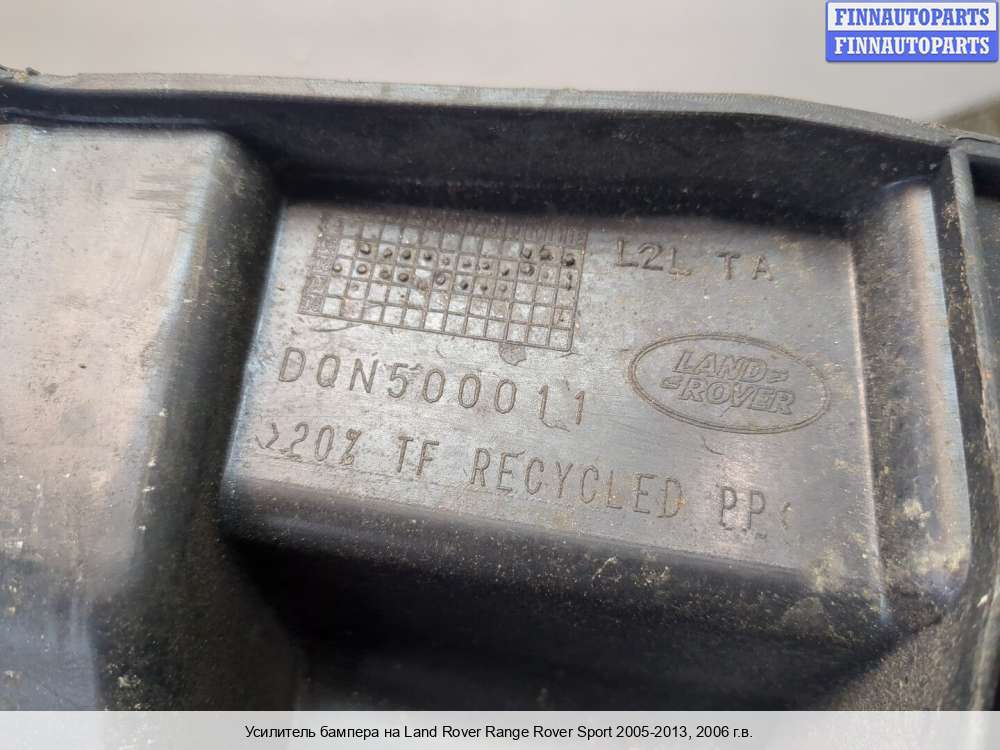 FINNAUTOPARTS
FINNAUTOPARTS
L2L TA
DQN500011
LAND
ROVER
>20% TF RECYCLED PP<
Усилитель бампера на Land Rover Range Rover Sport 2005-2013, 2006 г.в.